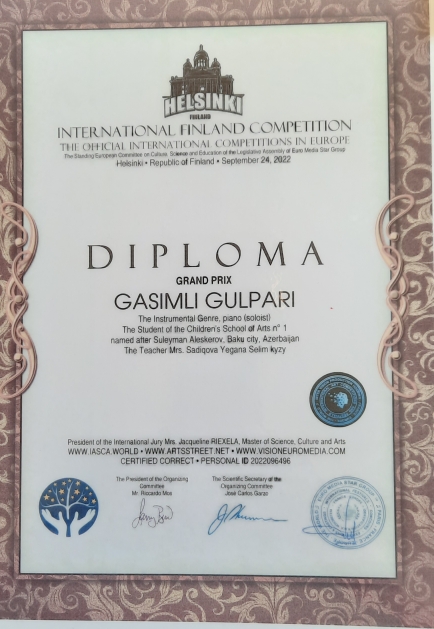 HELSINKI
FINLAND
INTERNATIONAL FINLAND COMPETITION
THE OFFICIAL INTERNATIONAL COMPETITIONS IN EUROPE
The Standing European Committee on Culture, Science and Education of the Legislative Assembly of Euro Media Star Group
Helsinki • Republic of Finland • September 24, 2022
DIPLOMA
GRAND PRIX
GASIMLI GULPARI
The Instrumental Genre, piano (soloist)
The Student of the Children's School of Arts n° 1
named after Suleyman Aleskerov, Baku city, Azerbaijan
The Teacher Mrs. Sadiqova Yegana Selim kyzy
President of the International Jury Mrs. Jacqueline RIEXELA, Master of Science, Culture and Arts
WWW.IASCA.WORLD • WWW.ARTSSTREET.NET • WWW.VISIONEUROMEDIA.COM
CERTIFIED CORRECT • PERSONAL ID 2022096496
The President of the Organizing
Committee
Mr. Riccardo Mos
The Scientific Secretary of the
Organizing Committee
José Carlos Garso